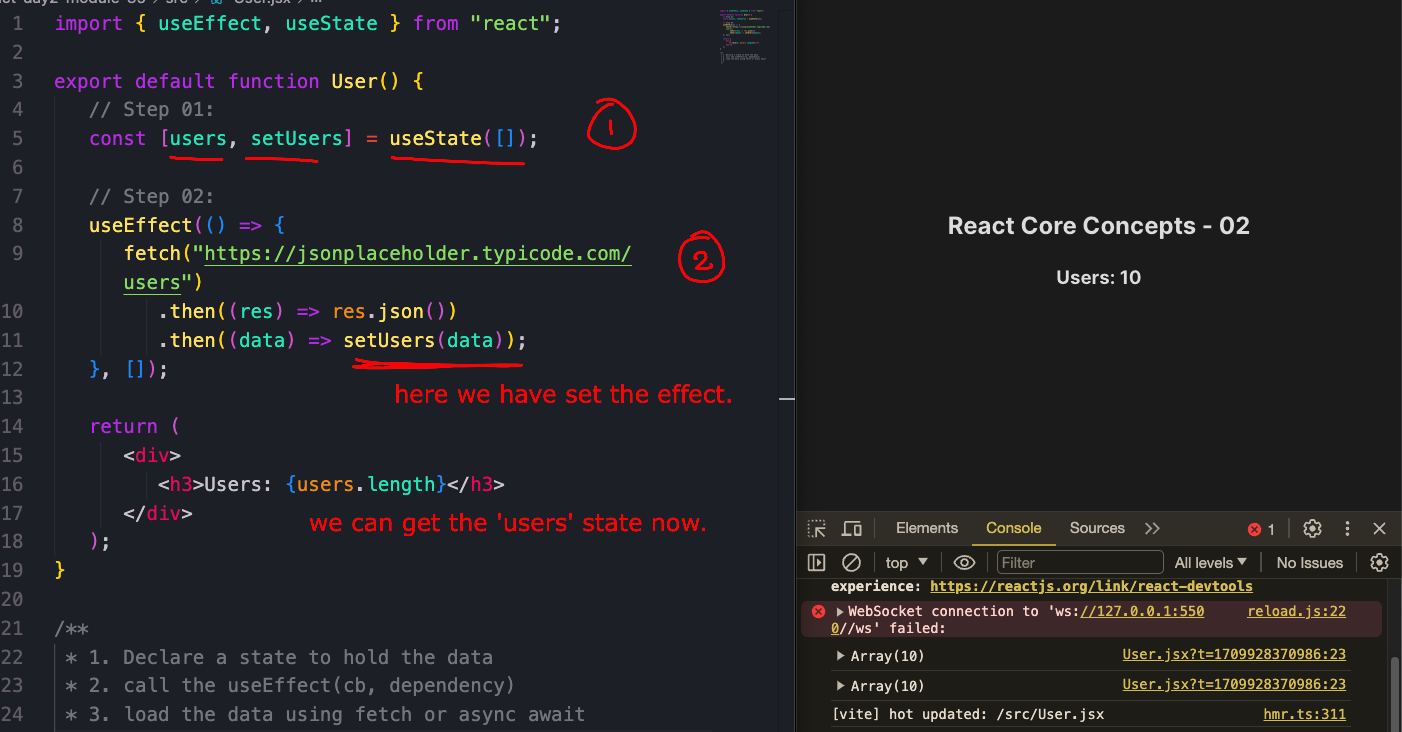 User.jsx
1 import { useEffect, useState } from "react";
2
3 export default function User() {
4 // Step 01:
5 const [users, setUsers] = useState([]);
1
6
7 // Step 02:
8 useEffect(() => {
9 fetch("https://jsonplaceholder.typicode.com/
users")
2
10 .then((res) => res.json())
11 .then((data) => setUsers(data));
12 }, []);
here we have set the effect.
13
14 return (
15 <div>
16 <h3>Users: {users.length}</h3>
17 </div>
we can get the 'users' state now.
18 );
19 }
20
21 /**
22 * 1. Declare a state to hold the data
23 * 2. call the useEffect(cb, dependency)
24 * 3. load the data using fetch or async await
React Core Concepts - 02
Users: 10
Elements Console Sources 1
top Filter All levels No Issues
experience: https://reactjs.org/link/react-devtools
WebSocket connection to 'ws://127.0.0.1:550 reload.js:22
0//ws' failed:
Array(10) User.jsx?t=1709928370986:23
Array(10) User.jsx?t=1709928370986:23
[vite] hot updated: /src/User.jsx hmr.ts:311